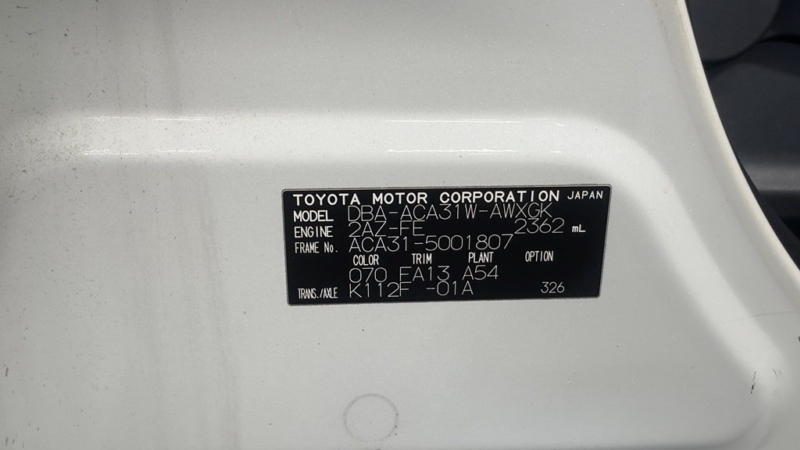 TOYOTA MOTOR CORPORATION JAPAN
MODEL DBA-ACA31W-AWXGK
ENGINE 2AZ-FE 2362 mL
FRAME No. ACA31-5001807
COLOR TRIM PLANT OPTION
070 FA13 A54
TRANS./AXLE K112F -01A 326